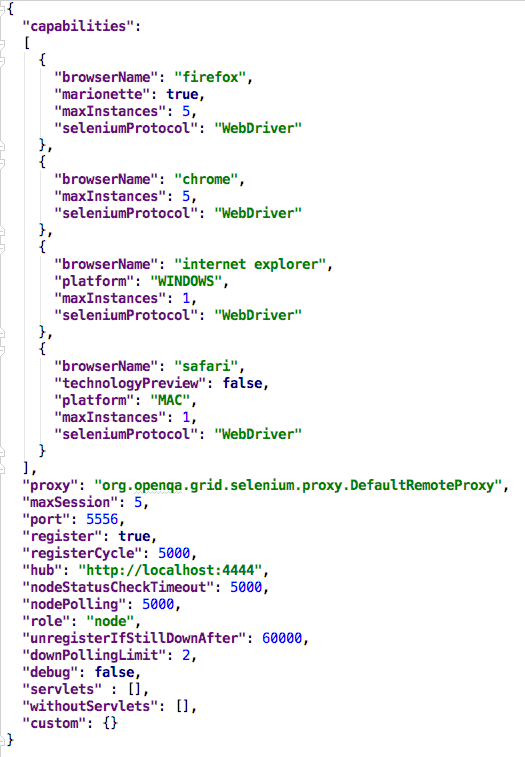 {
"capabilities":
[
{
"browserName": "firefox",
"marionette": true,
"maxInstances": 5,
"seleniumProtocol": "WebDriver"
},
{
"browserName": "chrome",
"maxInstances": 5,
"seleniumProtocol": "WebDriver"
},
{
"browserName": "internet explorer",
"platform": "WINDOWS",
"maxInstances": 1,
"seleniumProtocol": "WebDriver"
},
{
"browserName": "safari",
"technologyPreview": false,
"platform": "MAC",
"maxInstances": 1,
"seleniumProtocol": "WebDriver"
}
],
"proxy": "org.openqa.grid.selenium.proxy.DefaultRemoteProxy",
"maxSession": 5,
"port": 5556,
"register": true,
"registerCycle": 5000,
"hub": "http://localhost:4444",
"nodeStatusCheckTimeout": 5000,
"nodePolling": 5000,
"role": "node",
"unregisterIfStillDownAfter": 60000,
"downPollingLimit": 2,
"debug": false,
"servlets" : [],
"withoutServlets": [],
"custom": {}
}